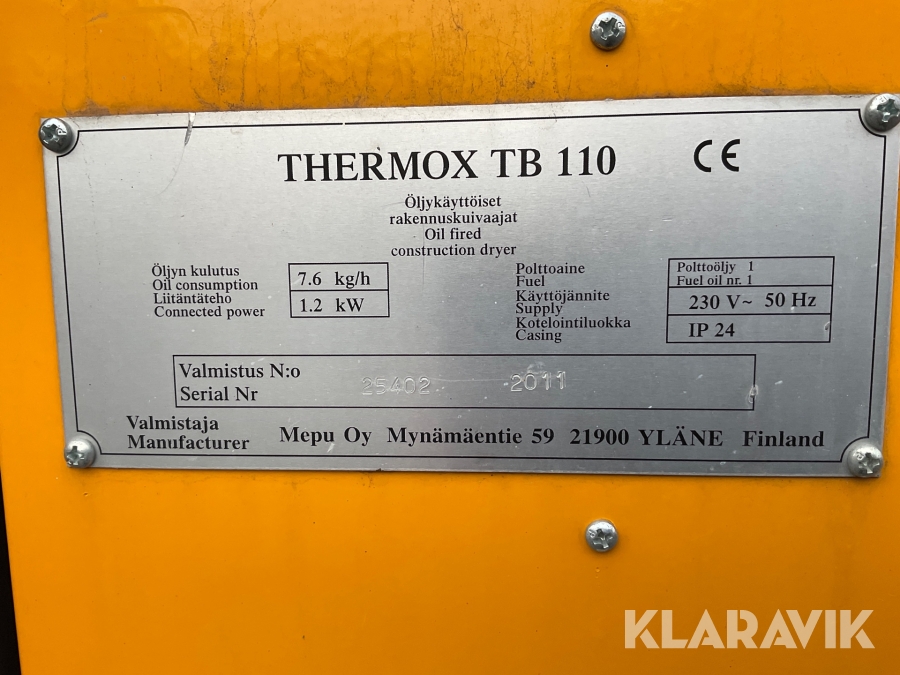 THERMOX TB 110 CE
Öljykäyttöiset
rakennuskuivaajat
Oil fired
construction dryer
Öljyn kulutus
Oil consumption
7.6 kg/h
Liitäntäteho
Connected power
1.2 kW
Polttoaine
Fuel
Polttoöljy 1
Fuel oil nr. 1
Käyttöjännite
Supply
230 V~ 50 Hz
Kotelointiluokka
Casing
IP 24
Valmistus N:o
Serial Nr
25402 2011
Valmistaja
Manufacturer
Mepu Oy Mynämäentie 59 21900 YLÄNE Finland
KLARAVIK